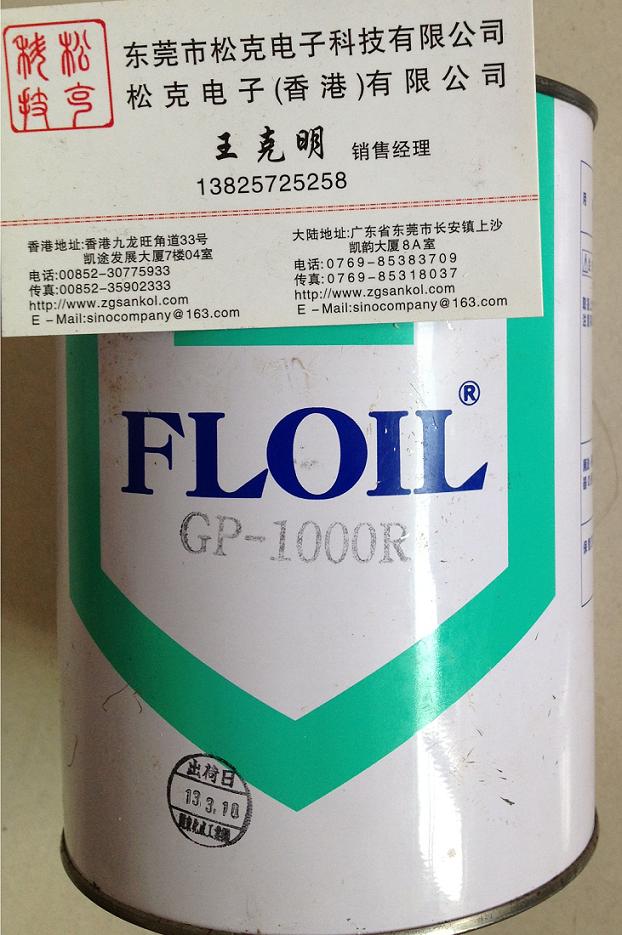 松克
科技
东莞市松克电子科技有限公司
松克电子(香港)有限公司
王克明 销售经理
13825725258
香港地址:香港九龙旺角道33号
凯途发展大厦7楼04室
电话:00852-30775933
传真:00852-35902333
http://www.zgsankol.com
E-Mail:sinocompany@163.com
大陆地址:广东省东莞市长安镇上沙
凯韵大厦8A室
电话:0769-85383709
传真:0769-85318037
http://www.zgsankol.com
E-Mail:sinocompany@163.com
FLOIL®
GP-1000R
出荷日
13.3.10